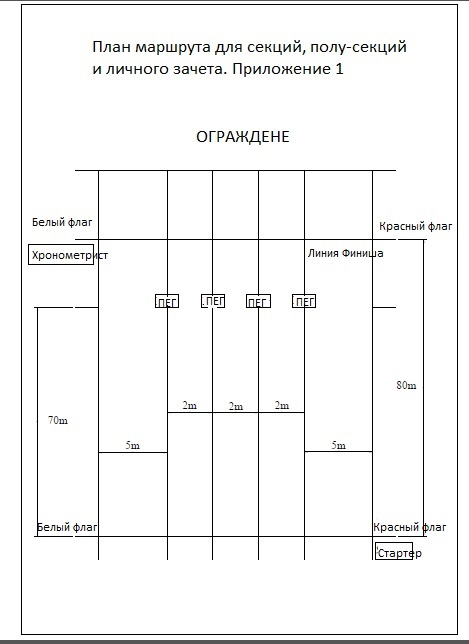 План маршрута для секций, полу-секций
и личного зачета. Приложение 1
ОГРАЖДЕНЕ
Белый флаг
Красный флаг
Хронометрист
Линия Финиша
ПЕГ ПЕГ ПЕГ ПЕГ
80m
2m 2m 2m
70m
5m 5m
Белый флаг
Красный флаг
Стартер